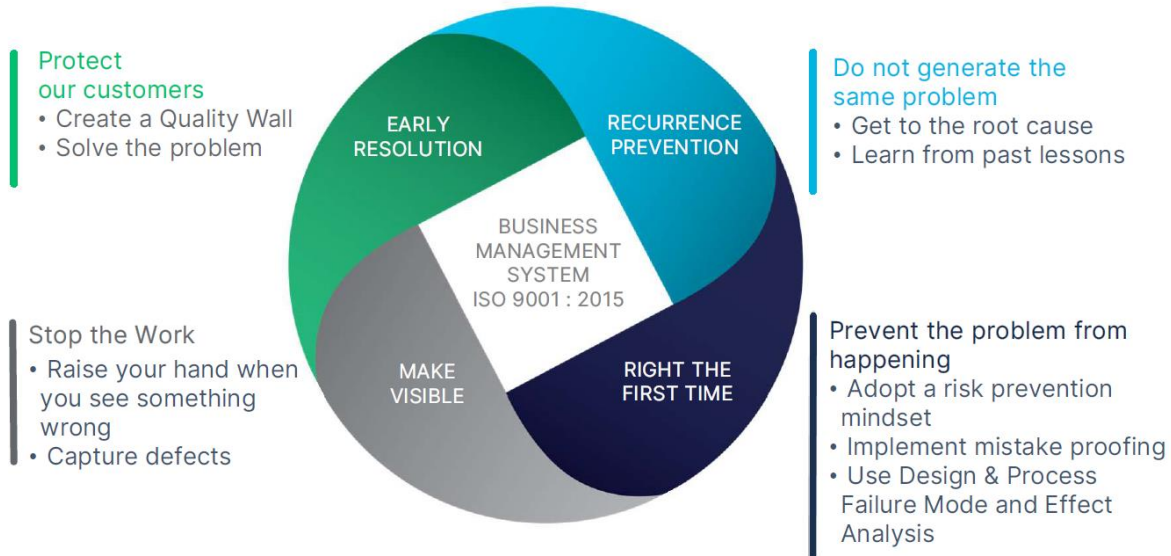 Protect
our customers
• Create a Quality Wall
• Solve the problem
EARLY
RESOLUTION
RECURRENCE
PREVENTION
Do not generate the
same problem
• Get to the root cause
• Learn from past lessons
BUSINESS
MANAGEMENT
SYSTEM
ISO 9001 : 2015
Stop the Work
• Raise your hand when
you see something
wrong
• Capture defects
MAKE
VISIBLE
RIGHT THE
FIRST TIME
Prevent the problem from
happening
• Adopt a risk prevention
mindset
• Implement mistake proofing
• Use Design & Process
Failure Mode and Effect
Analysis